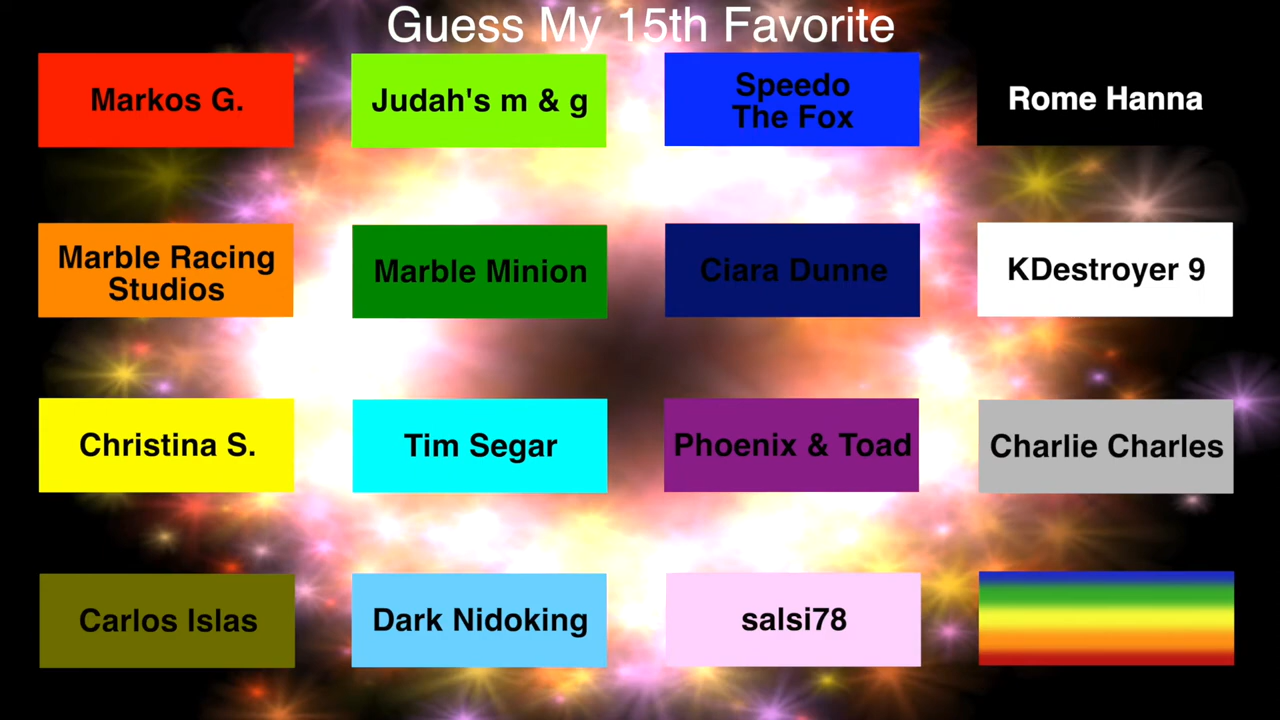 Guess My 15th Favorite
Markos G.
Judah's m & g
Speedo
The Fox
Rome Hanna
Marble Racing
Studios
Marble Minion
Ciara Dunne
KDestroyer 9
Christina S.
Tim Segar
Phoenix & Toad
Charlie Charles
Carlos Islas
Dark Nidoking
salsi78